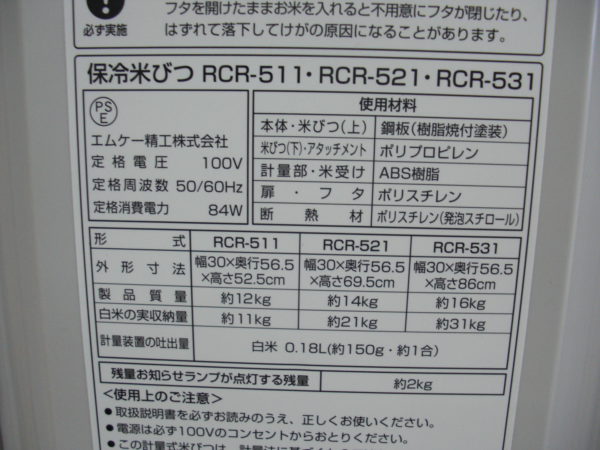 必ず実施
フタを開けたままお米を入れると不用意にフタが閉じたり、
はずれて落下してけがの原因になることがあります。
保冷米びつ RCR-511・RCR-521・RCR-531
PS
E
エムケー精工株式会社
定格電圧 100V
定格周波数 50/60Hz
定格消費電力 84W
使用材料
本体・米びつ(上) 鋼板(樹脂焼付塗装)
米びつ(下)・アタッチメント ポリプロピレン
計量部・米受け ABS樹脂
扉・フタ ポリスチレン
断熱材 ポリスチレン(発泡スチロール)
形式 RCR-511 RCR-521 RCR-531
外形寸法 幅30×奥行56.5×高さ52.5cm 幅30×奥行56.5×高さ69.5cm 幅30×奥行56.5×高さ86cm
製品質量 約12kg 約14kg 約16kg
白米の実収納量 約11kg 約21kg 約31kg
計量装置の吐出量 白米 0.18L(約150g・約1合)
残量お知らせランプが点灯する残量 約2kg
<使用上のご注意>
●取扱説明書を必ずお読みのうえ、正しくお使いください。
●電源は必ず100Vのコンセントからおとりください。
●この計量式米びつは、計量法に基づく